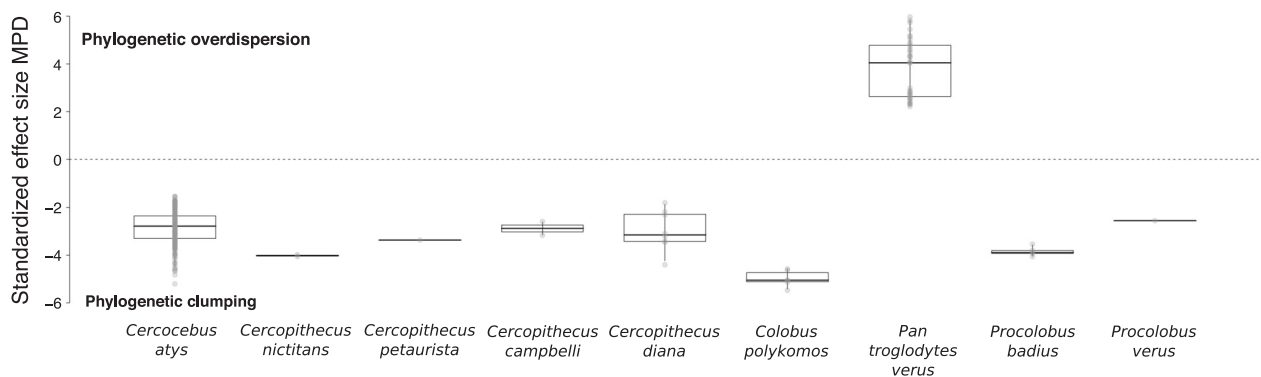 Standardized effect size MPD
6
4
2
0
−2
−4
−6
Phylogenetic overdispersion
Phylogenetic clumping
Cercocebus
atys
Cercopithecus
nictitans
Cercopithecus
petaurista
Cercopithecus
campbelli
Cercopithecus
diana
Colobus
polykomos
Pan
troglodytes
verus
Procolobus
badius
Procolobus
verus